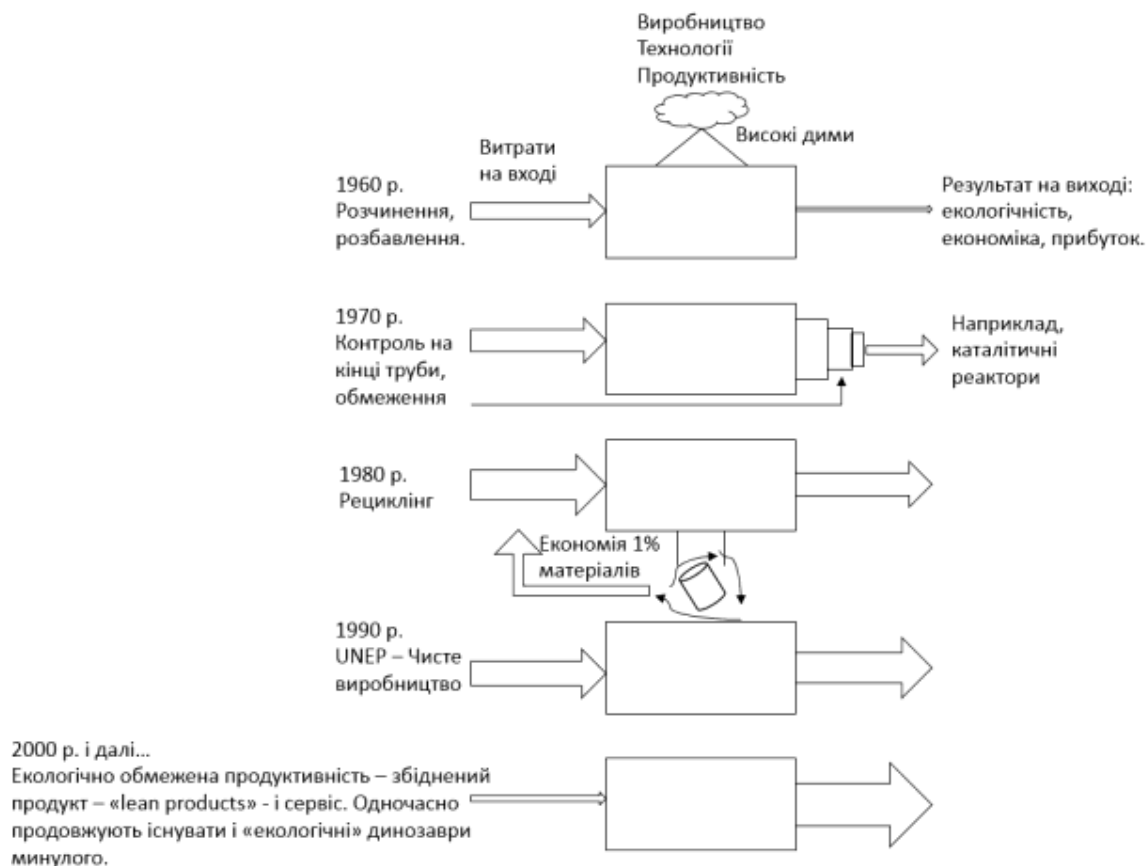 Виробництво
Технології
Продуктивність
Високі дими
Витрати
на вході
1960 р.
Розчинення,
розбавлення.
Результат на виході:
екологічність,
економіка, прибуток.
1970 р.
Контроль на
кінці труби,
обмеження
Наприклад,
каталітичні
реактори
1980 р.
Рециклінг
Економія 1%
матеріалів
1990 р.
UNEP – Чисте
виробництво
2000 р. і далі...
Екологічно обмежена продуктивність – збіднений
продукт – «lean products» - і сервіс. Одночасно
продовжують існувати і «екологічні» динозаври
минулого.